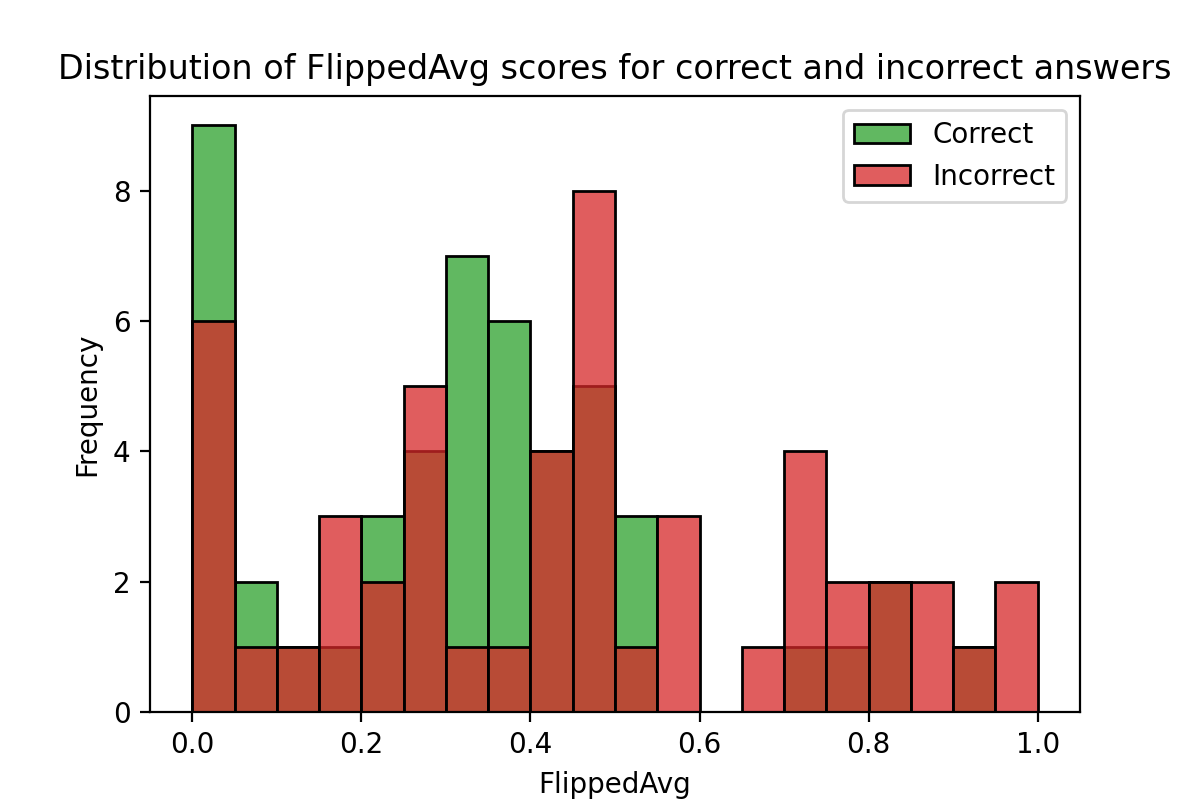 Distribution of FlippedAvg scores for correct and incorrect answers
Correct
Incorrect
8
6
4
2
0
Frequency
0.0 0.2 0.4 0.6 0.8 1.0
FlippedAvg